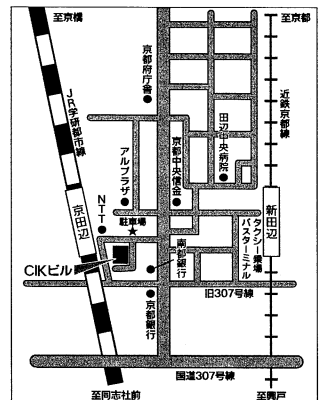 至京橋
至京都
京都府庁舎
JR学研都市線
近鉄京都線
田辺中央病院
アルプラザ
京都中央信金
京田辺
NTT
駐車場
★
新田辺
タクシー乗場
バスターミナル
CIKビル
南都銀行
旧307号線
京都銀行
国道307号線
至同志社前
至興戸